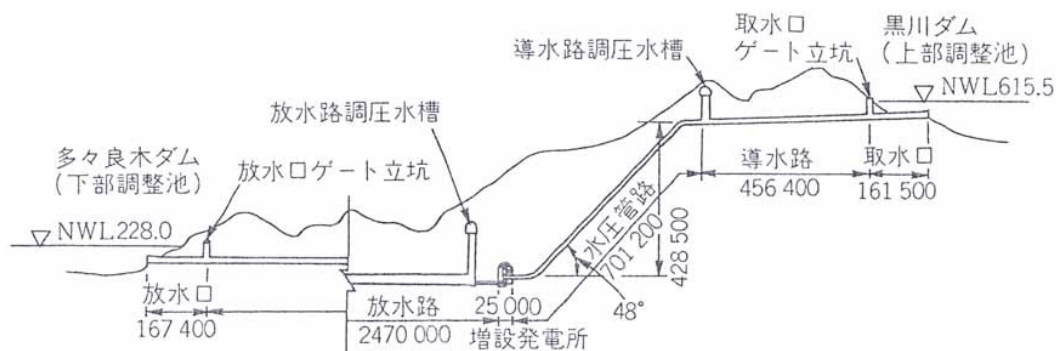 取水口
ゲート立坑
黒川ダム
(上部調整池)
導水路調圧水槽
NWL615.5
放水路調圧水槽
多々良木ダム
(下部調整池)
放水口ゲート立坑
導水路
取水口
456 400
161 500
NWL228.0
水圧管路
701 200
428 500
48°
放水口
167 400
放水路
2470 000
25 000
増設発電所